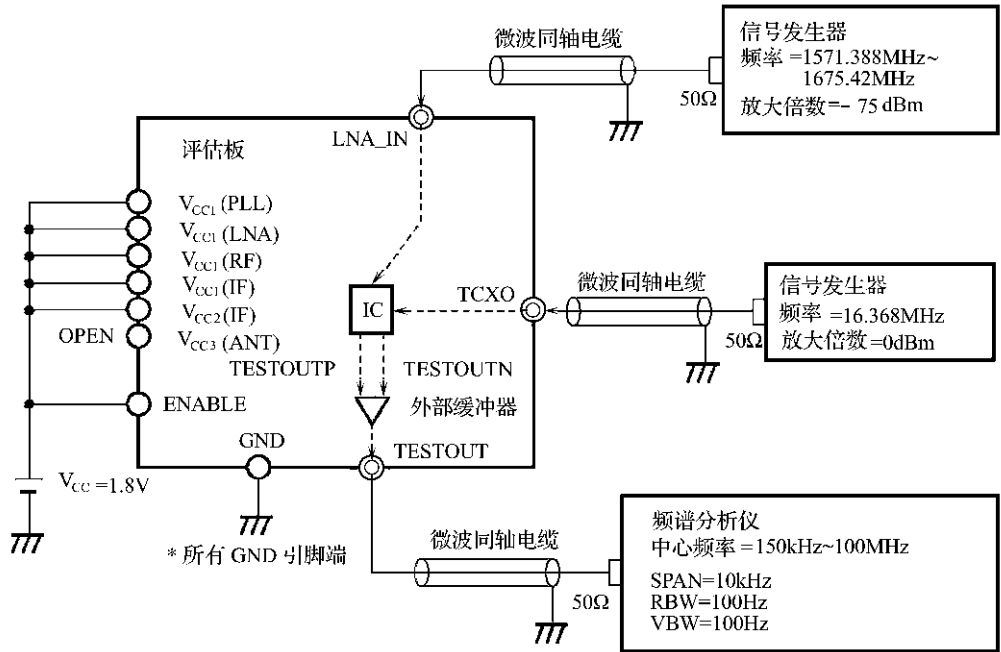 微波同轴电缆
信号发生器
频率 =1571.388MHz~
1675.42MHz
放大倍数=- 75 dBm
50Ω
LNA_IN
评估板
VCC1 (PLL)
VCC1 (LNA)
VCC1 (RF)
VCC1 (IF)
VCC2 (IF)
OPEN
VCC3 (ANT)
IC
TCXO
微波同轴电缆
信号发生器
频率 =16.368MHz
放大倍数 =0dBm
50Ω
TESTOUTP
TESTOUTN
ENABLE
外部缓冲器
GND
TESTOUT
VCC =1.8V
* 所有 GND 引脚端
微波同轴电缆
50Ω
频谱分析仪
中心频率 =150kHz~100MHz
SPAN=10kHz
RBW=100Hz
VBW=100Hz